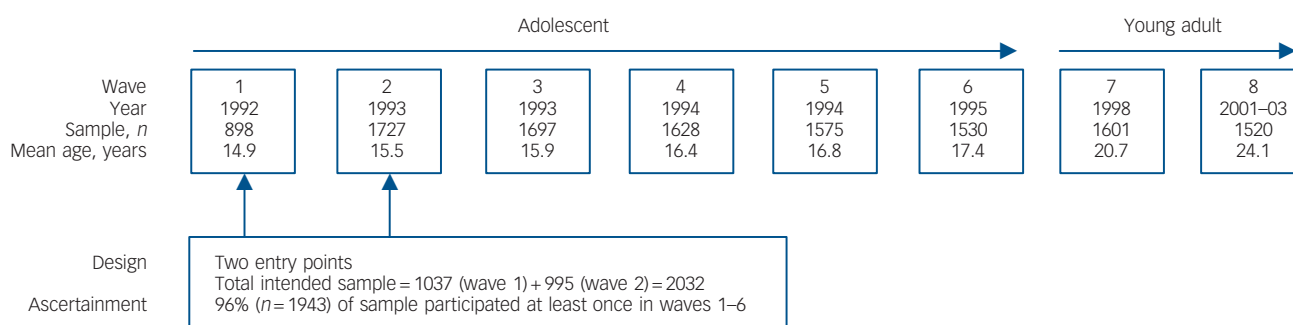 Adolescent Young adult
Wave 1 2 3 4 5 6 7 8
Year 1992 1993 1993 1994 1994 1995 1998 2001–03
Sample, n 898 1727 1697 1628 1575 1530 1601 1520
Mean age, years 14.9 15.5 15.9 16.4 16.8 17.4 20.7 24.1
Design Two entry points
Total intended sample = 1037 (wave 1) + 995 (wave 2) = 2032
Ascertainment 96% (n = 1943) of sample participated at least once in waves 1–6